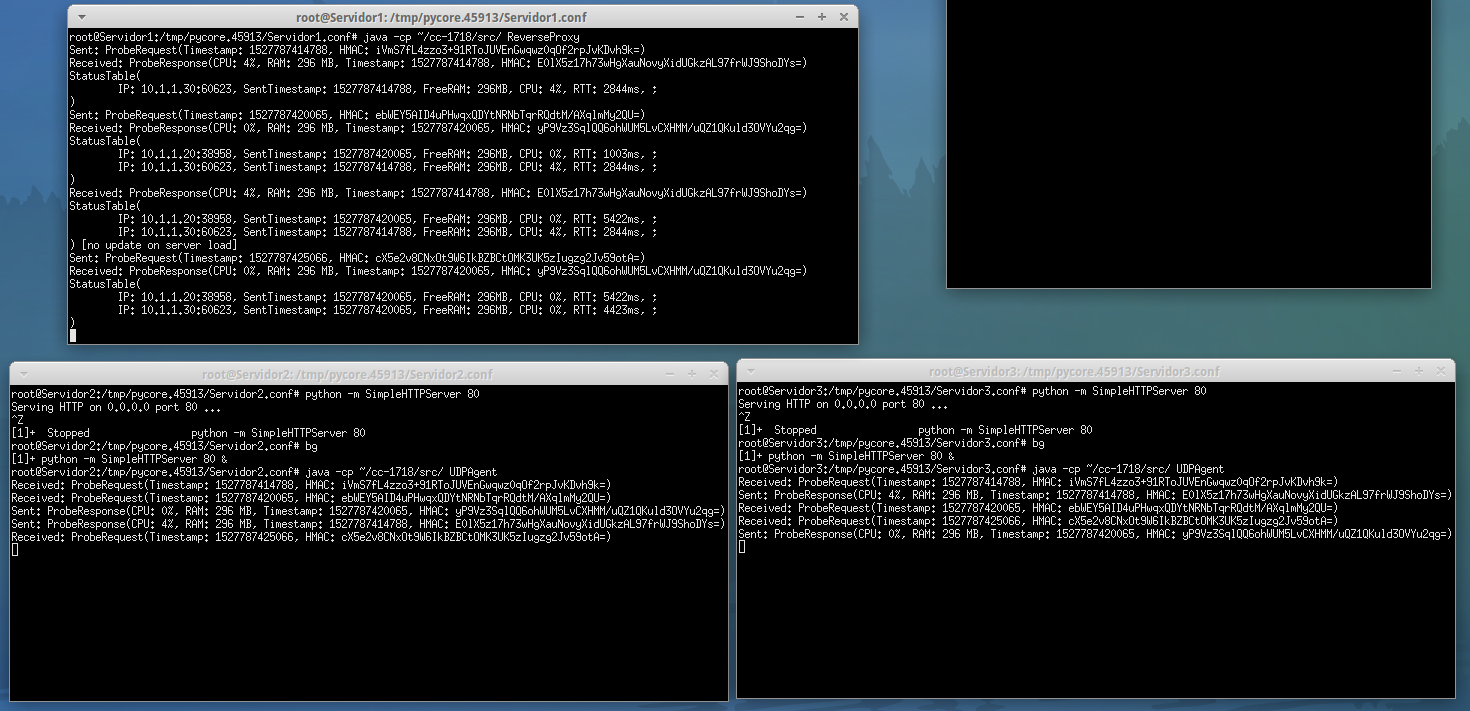 root@Servidor1: /tmp/pycore.45913/Servidor1.conf
root@Servidor1:/tmp/pycore.45913/Servidor1.conf# java -cp ~/cc-1718/src/ ReverseProxy
Sent: ProbeRequest(Timestamp: 1527787414788, HMAC: iVmS7fL4zzo3+91RToJUVEnGwqwz0qOf2rpJvKDvh9k=)
Received: ProbeResponse(CPU: 4%, RAM: 296 MB, Timestamp: 1527787414788, HMAC: EOlX5z17h73wHgXauNovyXidUGkzAL97frWJ9ShoDYs=)
StatusTable(
IP: 10.1.1.30:60623, SentTimestamp: 1527787414788, FreeRAM: 296MB, CPU: 4%, RTT: 2844ms, ;
)
Sent: ProbeRequest(Timestamp: 1527787420065, HMAC: ebWEY5AID4uPHwqxQDYtNRNbTqrRQdtM/AXqlmMy2QU=)
Received: ProbeResponse(CPU: 0%, RAM: 296 MB, Timestamp: 1527787420065, HMAC: yP9Vz3SqlQQ6ohWUM5LvCXHMM/uQZ1QKuld3OVYu2qg=)
StatusTable(
IP: 10.1.1.20:38958, SentTimestamp: 1527787420065, FreeRAM: 296MB, CPU: 0%, RTT: 1003ms, ;
IP: 10.1.1.30:60623, SentTimestamp: 1527787414788, FreeRAM: 296MB, CPU: 4%, RTT: 2844ms, ;
)
Received: ProbeResponse(CPU: 4%, RAM: 296 MB, Timestamp: 1527787414788, HMAC: EOlX5z17h73wHgXauNovyXidUGkzAL97frWJ9ShoDYs=)
StatusTable(
IP: 10.1.1.20:38958, SentTimestamp: 1527787420065, FreeRAM: 296MB, CPU: 0%, RTT: 5422ms, ;
IP: 10.1.1.30:60623, SentTimestamp: 1527787414788, FreeRAM: 296MB, CPU: 4%, RTT: 2844ms, ;
) [no update on server load]
Sent: ProbeRequest(Timestamp: 1527787425066, HMAC: cX5e2v8CNxOt9W6IkBZBCtOMK3UK5zIugzg2Jv59otA=)
Received: ProbeResponse(CPU: 0%, RAM: 296 MB, Timestamp: 1527787420065, HMAC: yP9Vz3SqlQQ6ohWUM5LvCXHMM/uQZ1QKuld3OVYu2qg=)
StatusTable(
IP: 10.1.1.20:38958, SentTimestamp: 1527787420065, FreeRAM: 296MB, CPU: 0%, RTT: 5422ms, ;
IP: 10.1.1.30:60623, SentTimestamp: 1527787420065, FreeRAM: 296MB, CPU: 0%, RTT: 4423ms, ;
)
root@Servidor2: /tmp/pycore.45913/Servidor2.conf
root@Servidor2:/tmp/pycore.45913/Servidor2.conf# python -m SimpleHTTPServer 80
Serving HTTP on 0.0.0.0 port 80 ...
^Z
[1]+  Stopped                 python -m SimpleHTTPServer 80
root@Servidor2:/tmp/pycore.45913/Servidor2.conf# bg
[1]+ python -m SimpleHTTPServer 80 &
root@Servidor2:/tmp/pycore.45913/Servidor2.conf# java -cp ~/cc-1718/src/ UDPAgent
Received: ProbeRequest(Timestamp: 1527787414788, HMAC: iVmS7fL4zzo3+91RToJUVEnGwqwz0qOf2rpJvKDvh9k=)
Received: ProbeRequest(Timestamp: 1527787420065, HMAC: ebWEY5AID4uPHwqxQDYtNRNbTqrRQdtM/AXqlmMy2QU=)
Sent: ProbeResponse(CPU: 0%, RAM: 296 MB, Timestamp: 1527787420065, HMAC: yP9Vz3SqlQQ6ohWUM5LvCXHMM/uQZ1QKuld3OVYu2qg=)
Sent: ProbeResponse(CPU: 4%, RAM: 296 MB, Timestamp: 1527787414788, HMAC: EOlX5z17h73wHgXauNovyXidUGkzAL97frWJ9ShoDYs=)
Received: ProbeRequest(Timestamp: 1527787425066, HMAC: cX5e2v8CNxOt9W6IkBZBCtOMK3UK5zIugzg2Jv59otA=)
root@Servidor3: /tmp/pycore.45913/Servidor3.conf
root@Servidor3:/tmp/pycore.45913/Servidor3.conf# python -m SimpleHTTPServer 80
Serving HTTP on 0.0.0.0 port 80 ...
^Z
[1]+  Stopped                 python -m SimpleHTTPServer 80
root@Servidor3:/tmp/pycore.45913/Servidor3.conf# bg
[1]+ python -m SimpleHTTPServer 80 &
root@Servidor3:/tmp/pycore.45913/Servidor3.conf# java -cp ~/cc-1718/src/ UDPAgent
Received: ProbeRequest(Timestamp: 1527787414788, HMAC: iVmS7fL4zzo3+91RToJUVEnGwqwz0qOf2rpJvKDvh9k=)
Sent: ProbeResponse(CPU: 4%, RAM: 296 MB, Timestamp: 1527787414788, HMAC: EOlX5z17h73wHgXauNovyXidUGkzAL97frWJ9ShoDYs=)
Received: ProbeRequest(Timestamp: 1527787420065, HMAC: ebWEY5AID4uPHwqxQDYtNRNbTqrRQdtM/AXqlmMy2QU=)
Received: ProbeRequest(Timestamp: 1527787425066, HMAC: cX5e2v8CNxOt9W6IkBZBCtOMK3UK5zIugzg2Jv59otA=)
Sent: ProbeResponse(CPU: 0%, RAM: 296 MB, Timestamp: 1527787420065, HMAC: yP9Vz3SqlQQ6ohWUM5LvCXHMM/uQZ1QKuld3OVYu2qg=)